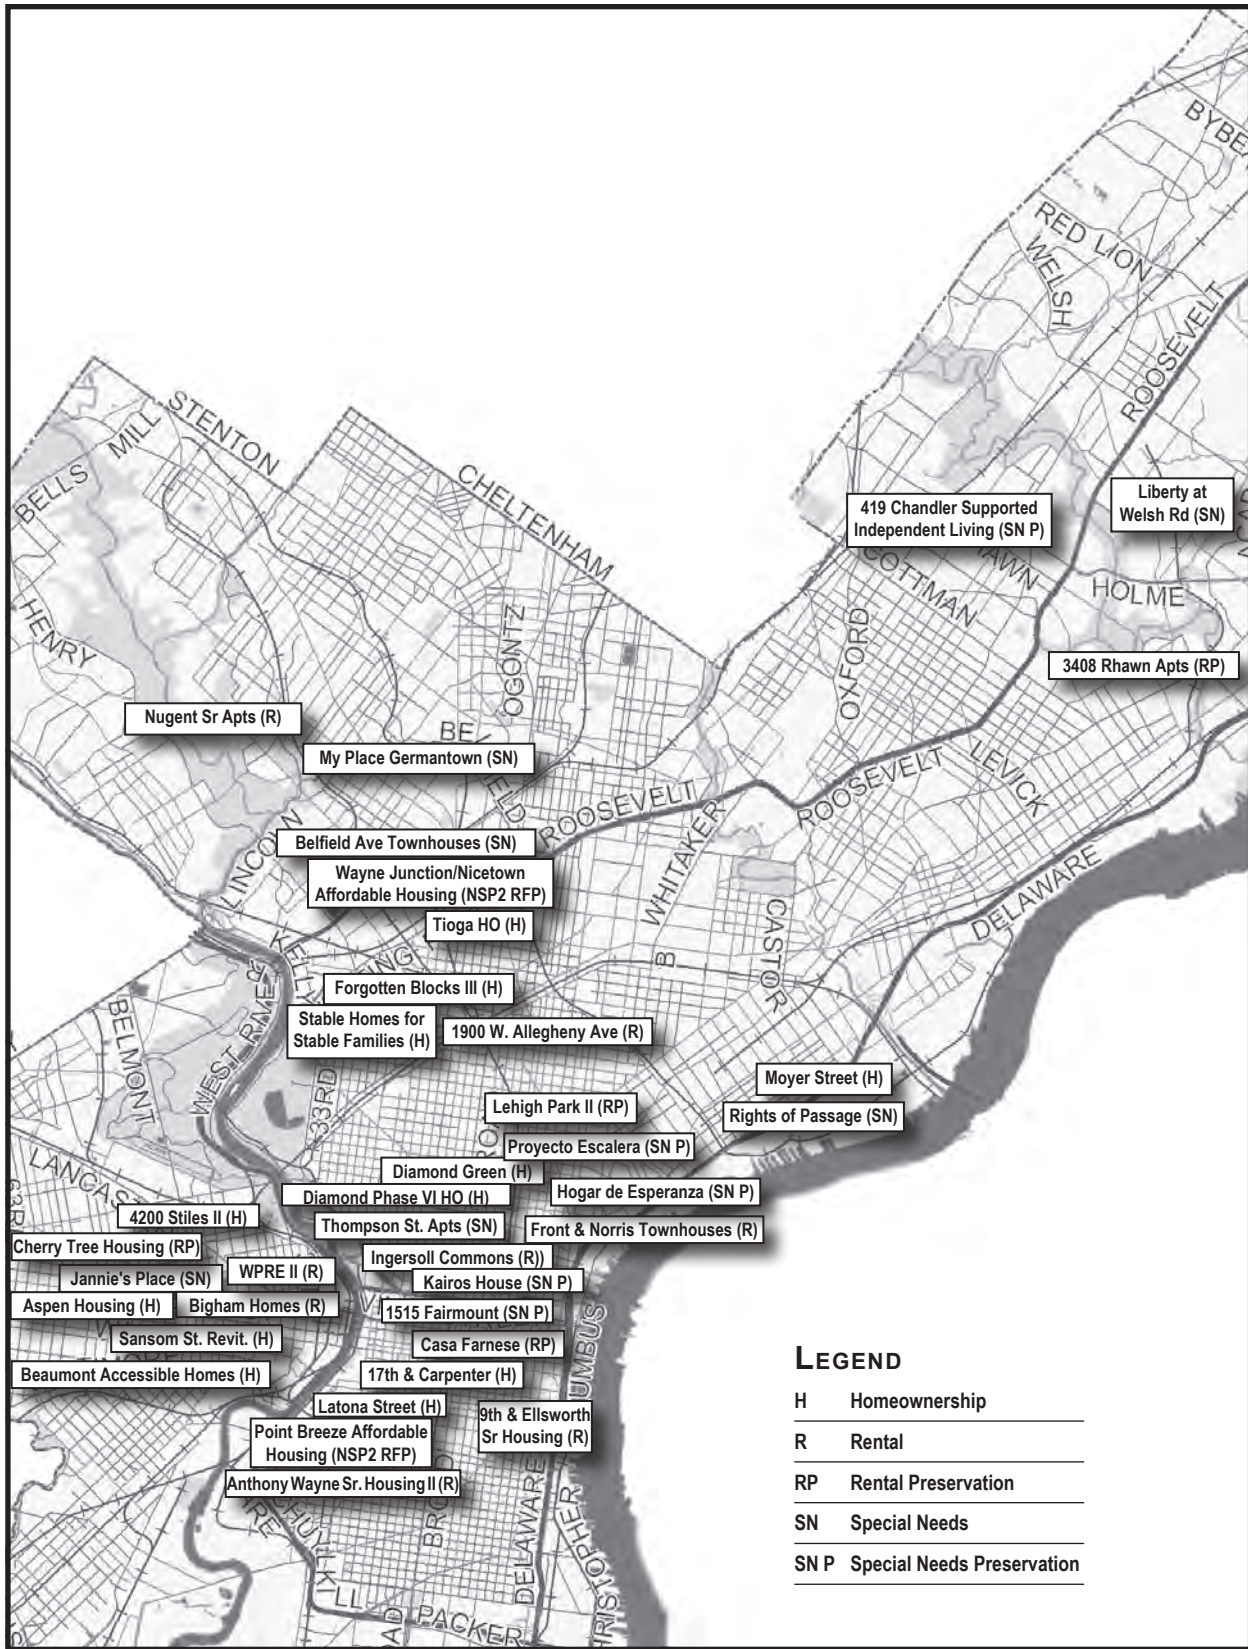 BYBE
RED LION
WELSH
ROOSEVELT
STENTON
BELLS MILL
CHELTENHAM
419 Chandler Supported
Independent Living (SN P)
Liberty at
Welsh Rd (SN)
COTTMAN
HOLME
HENRY
OGONTZ
OXFORD
3408 Rhawn Apts (RP)
Nugent Sr Apts (R)
My Place Germantown (SN)
ROOSEVELT
ROOSEVELT
LEVICK
Belfield Ave Townhouses (SN)
WHITAKER
Wayne Junction/Nicetown
Affordable Housing (NSP2 RFP)
DELAWARE
CASTOR
Tioga HO (H)
KELLY
B
Forgotten Blocks III (H)
BELMONT
WEST RIVER
Stable Homes for
Stable Families (H)
1900 W. Allegheny Ave (R)
33RD
Moyer Street (H)
Lehigh Park II (RP)
Rights of Passage (SN)
Proyecto Escalera (SN P)
Diamond Green (H)
LANCAS
63R
Hogar de Esperanza (SN P)
Diamond Phase VI HO (H)
4200 Stiles II (H)
Thompson St. Apts (SN)
Front & Norris Townhouses (R)
Cherry Tree Housing (RP)
Ingersoll Commons (R))
WPRE II (R)
Jannie's Place (SN)
Kairos House (SN P)
Aspen Housing (H)
Bigham Homes (R)
1515 Fairmount (SN P)
Sansom St. Revit. (H)
Casa Farnese (RP)
UMBUS
Beaumont Accessible Homes (H)
17th & Carpenter (H)
Latona Street (H)
9th & Ellsworth
Sr Housing (R)
Point Breeze Affordable
Housing (NSP2 RFP)
Anthony Wayne Sr. Housing II (R)
DELAWARE
PACKER
LEGEND
H Homeownership
R Rental
RP Rental Preservation
SN Special Needs
SN P Special Needs Preservation